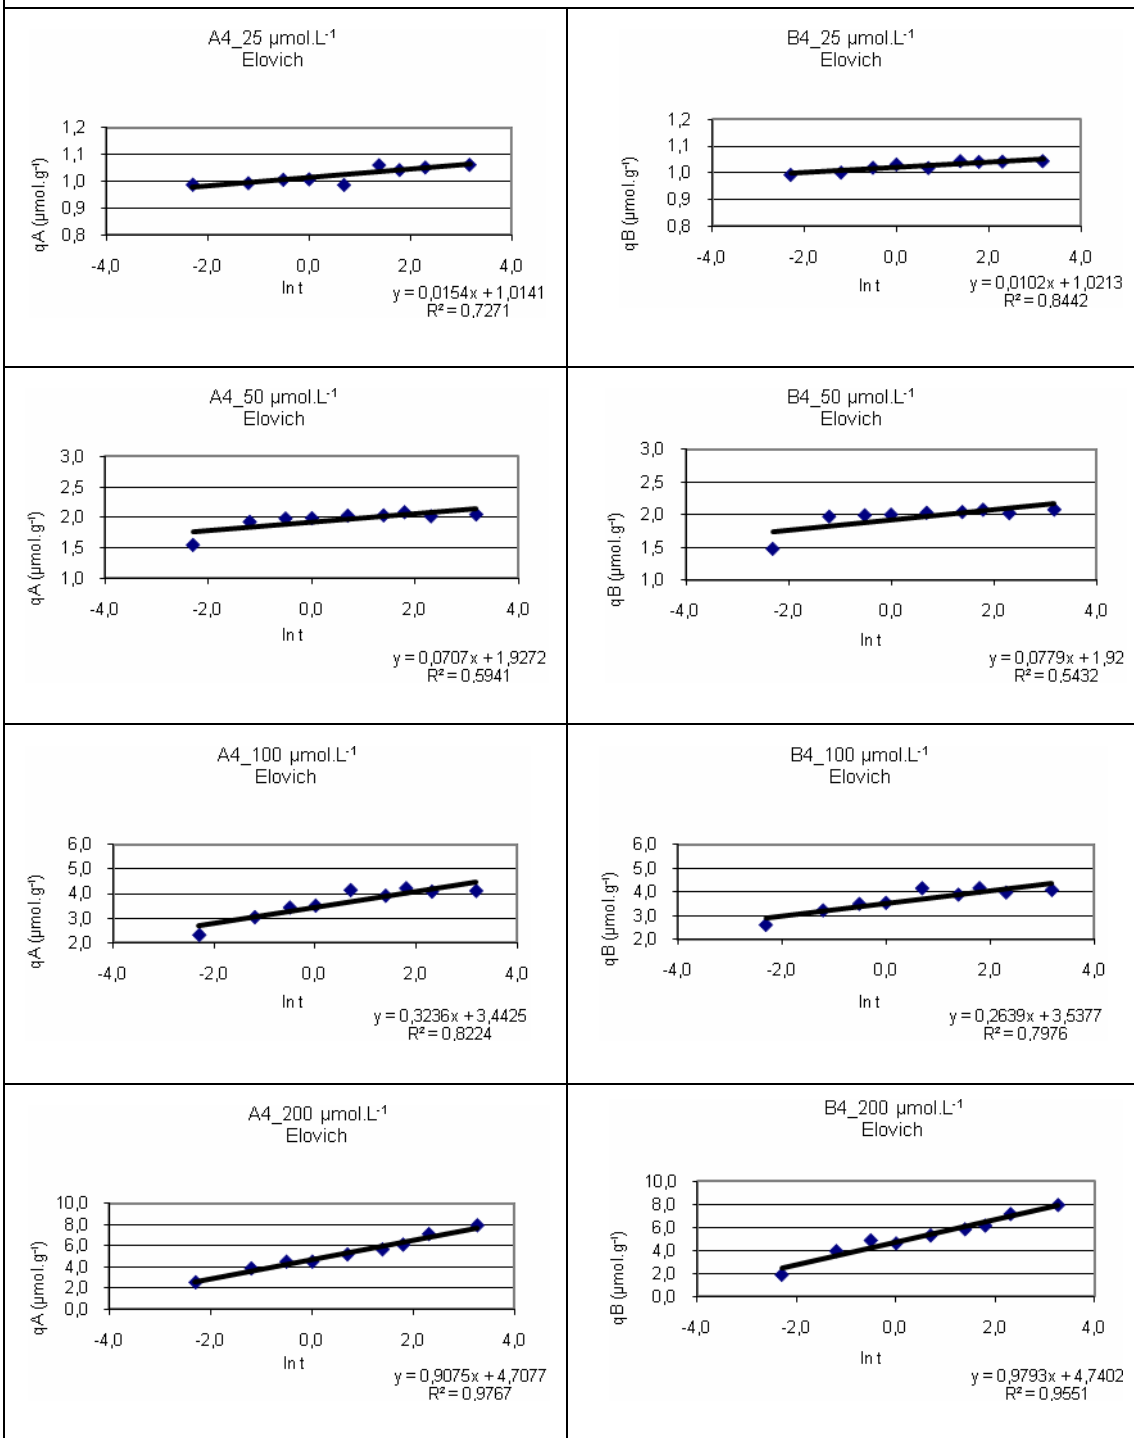 A4_25 µmol.L⁻¹
Elovich
qA (µmol.g⁻¹)
1,2
1,1
1,0
0,9
0,8
-4,0 -2,0 0,0 2,0 4,0
ln t
y = 0,0154x + 1,0141
R² = 0,7271
B4_25 µmol.L⁻¹
Elovich
qB (µmol.g⁻¹)
1,2
1,1
1,0
0,9
0,8
-4,0 -2,0 0,0 2,0 4,0
ln t
y = 0,0102x + 1,0213
R² = 0,8442
A4_50 µmol.L⁻¹
Elovich
qA (µmol.g⁻¹)
3,0
2,5
2,0
1,5
1,0
-4,0 -2,0 0,0 2,0 4,0
ln t
y = 0,0707x + 1,9272
R² = 0,5941
B4_50 µmol.L⁻¹
Elovich
qB (µmol.g⁻¹)
3,0
2,5
2,0
1,5
1,0
-4,0 -2,0 0,0 2,0 4,0
ln t
y = 0,0779x + 1,92
R² = 0,5432
A4_100 µmol.L⁻¹
Elovich
qA (µmol.g⁻¹)
6,0
5,0
4,0
3,0
2,0
-4,0 -2,0 0,0 2,0 4,0
ln t
y = 0,3236x + 3,4425
R² = 0,8224
B4_100 µmol.L⁻¹
Elovich
qB (µmol.g⁻¹)
6,0
5,0
4,0
3,0
2,0
-4,0 -2,0 0,0 2,0 4,0
ln t
y = 0,2639x + 3,5377
R² = 0,7976
A4_200 µmol.L⁻¹
Elovich
qA (µmol.g⁻¹)
10,0
8,0
6,0
4,0
2,0
0,0
-4,0 -2,0 0,0 2,0 4,0
ln t
y = 0,9075x + 4,7077
R² = 0,9767
B4_200 µmol.L⁻¹
Elovich
qB (µmol.g⁻¹)
10,0
8,0
6,0
4,0
2,0
0,0
-4,0 -2,0 0,0 2,0 4,0
ln t
y = 0,9793x + 4,7402
R² = 0,9551